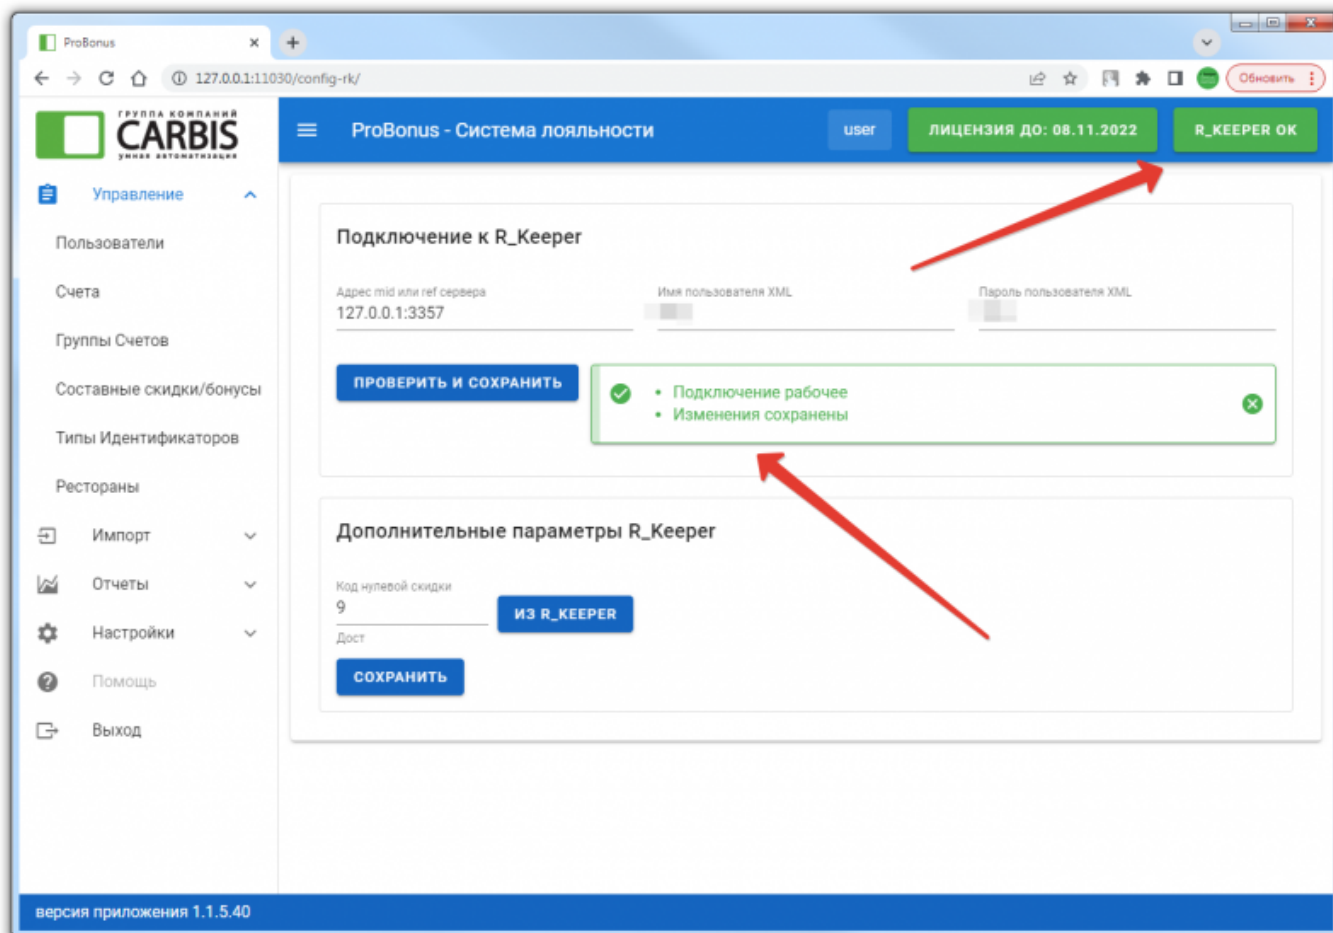 ProBonus
127.0.0.1:11030/config-rk/
Обновить
ГРУППА КОМПАНИЙ
CARBIS
умная автоматизация
ProBonus - Система лояльности
user
ЛИЦЕНЗИЯ ДО: 08.11.2022
R_KEEPER OK
Управление
Пользователи
Счета
Группы Счетов
Составные скидки/бонусы
Типы Идентификаторов
Рестораны
Импорт
Отчеты
Настройки
Помощь
Выход
Подключение к R_Keeper
Адрес mid или ref сервера
127.0.0.1:3357
Имя пользователя XML
Пароль пользователя XML
ПРОВЕРИТЬ И СОХРАНИТЬ
• Подключение рабочее
• Изменения сохранены
Дополнительные параметры R_Keeper
Код нулевой скидки
9
Дост
ИЗ R_KEEPER
СОХРАНИТЬ
версия приложения 1.1.5.40